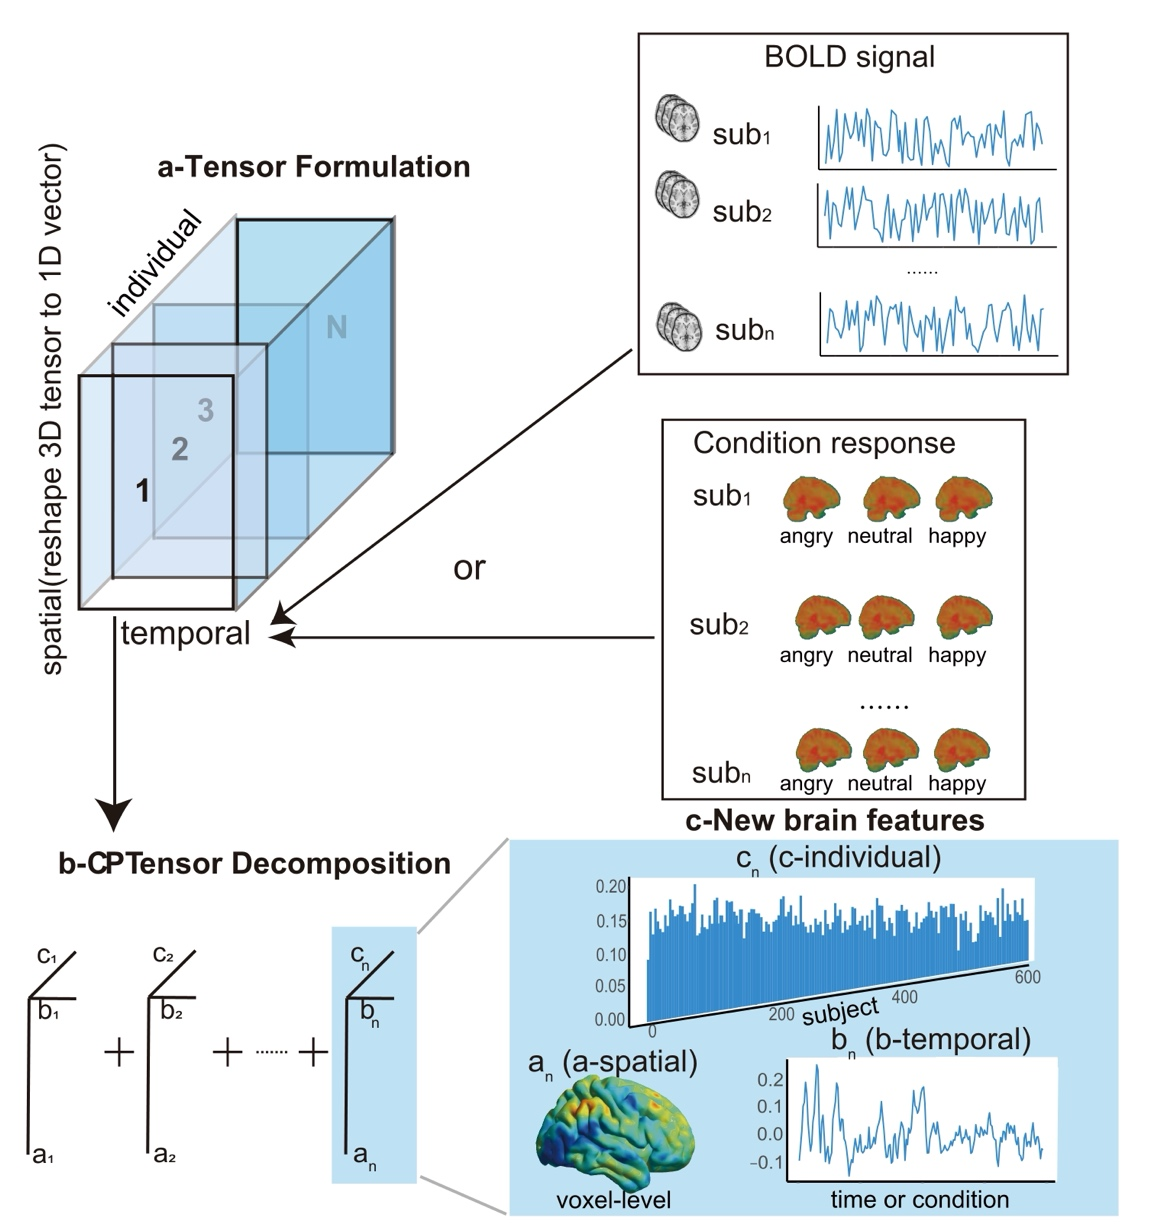 BOLD signal
sub1
sub2
......
subn
a-Tensor Formulation
spatial(reshape 3D tensor to 1D vector)
individual
N
3
2
1
temporal
or
Condition response
sub1
angry neutral happy
sub2
angry neutral happy
......
subn
angry neutral happy
b-CPTensor Decomposition
c1
b1
a1
+
c2
b2
a2
+ ....... +
cn
bn
an
c-New brain features
cn (c-individual)
0.20
0.15
0.10
0.05
0.00
0
200
400
600
subject
an (a-spatial)
voxel-level
bn (b-temporal)
0.2
0.1
0.0
−0.1
time or condition